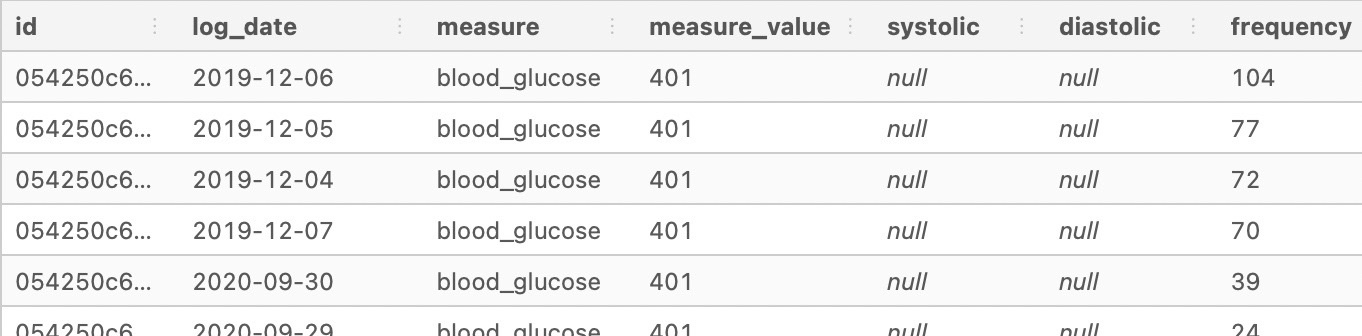 id log_date measure measure_value systolic diastolic frequency
054250c6... 2019-12-06 blood_glucose 401 null null 104
054250c6... 2019-12-05 blood_glucose 401 null null 77
054250c6... 2019-12-04 blood_glucose 401 null null 72
054250c6... 2019-12-07 blood_glucose 401 null null 70
054250c6... 2020-09-30 blood_glucose 401 null null 39
054250c6... 2020-09-29 blood_glucose 401 null null 24